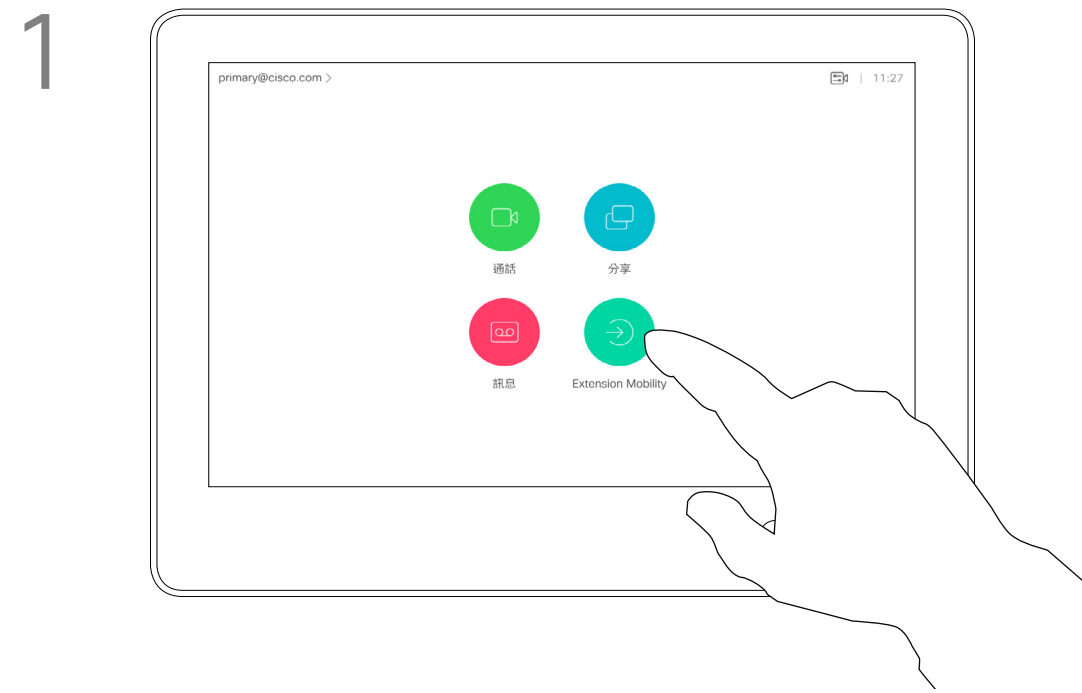 1
primary@cisco.com >
11:27
通話
分享
訊息
Extension Mobility